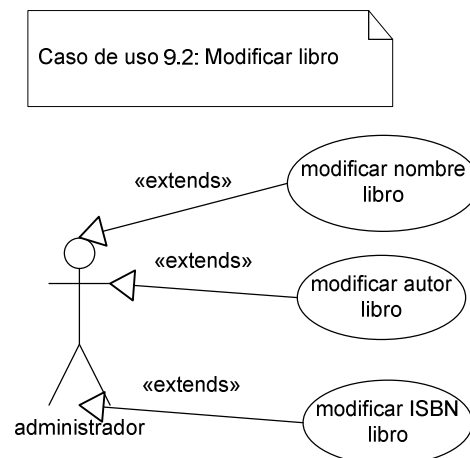 Caso de uso 9.2: Modificar libro
«extends»
modificar nombre
libro
«extends»
modificar autor
libro
«extends»
modificar ISBN
libro
administrador